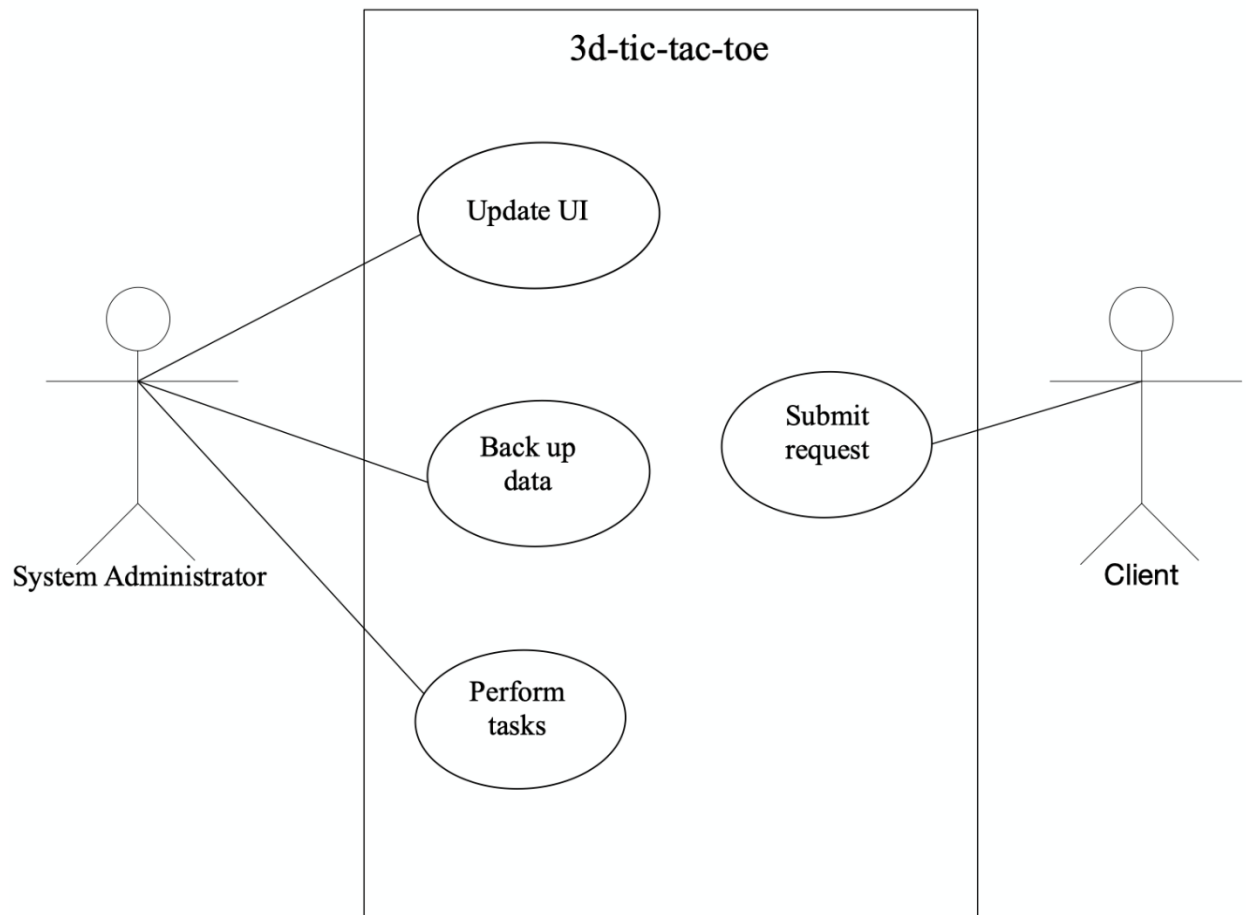 3d-tic-tac-toe
Update UI
Back up
data
Submit
request
System Administrator
Client
Perform
tasks